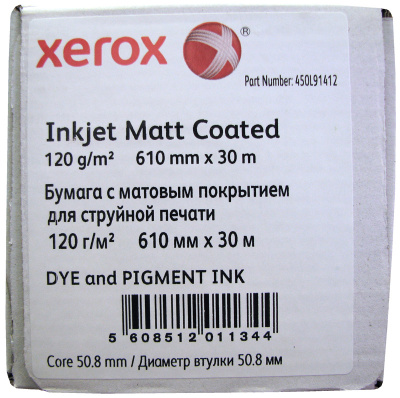 xerox ®
Part Number: 450L91412
Inkjet Matt Coated
120 g/m² 610 mm x 30 m
Бумага с матовым покрытием
для струйной печати
120 г/м² 610 мм x 30 м
DYE and PIGMENT INK
5 608512 011344
Core 50.8 mm / Диаметр втулки 50.8 мм